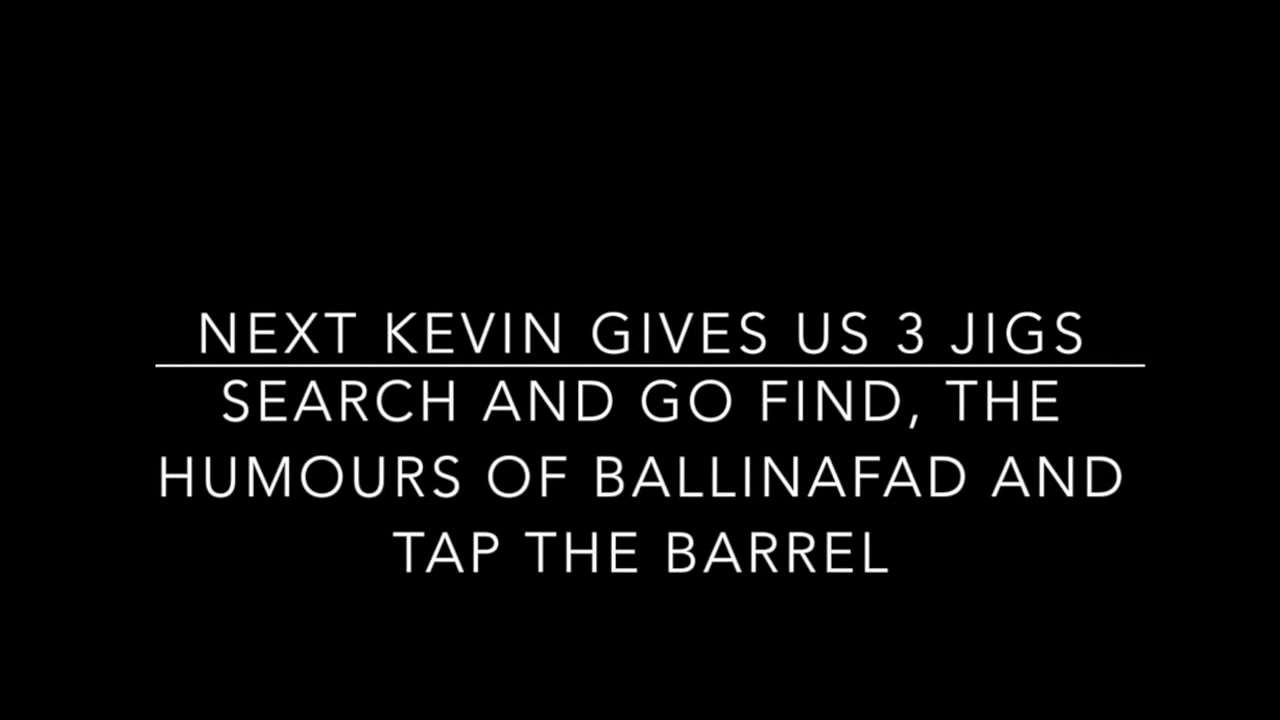 NEXT KEVIN GIVES US 3 JIGS
SEARCH AND GO FIND, THE
HUMOURS OF BALLINAFAD AND
TAP THE BARREL